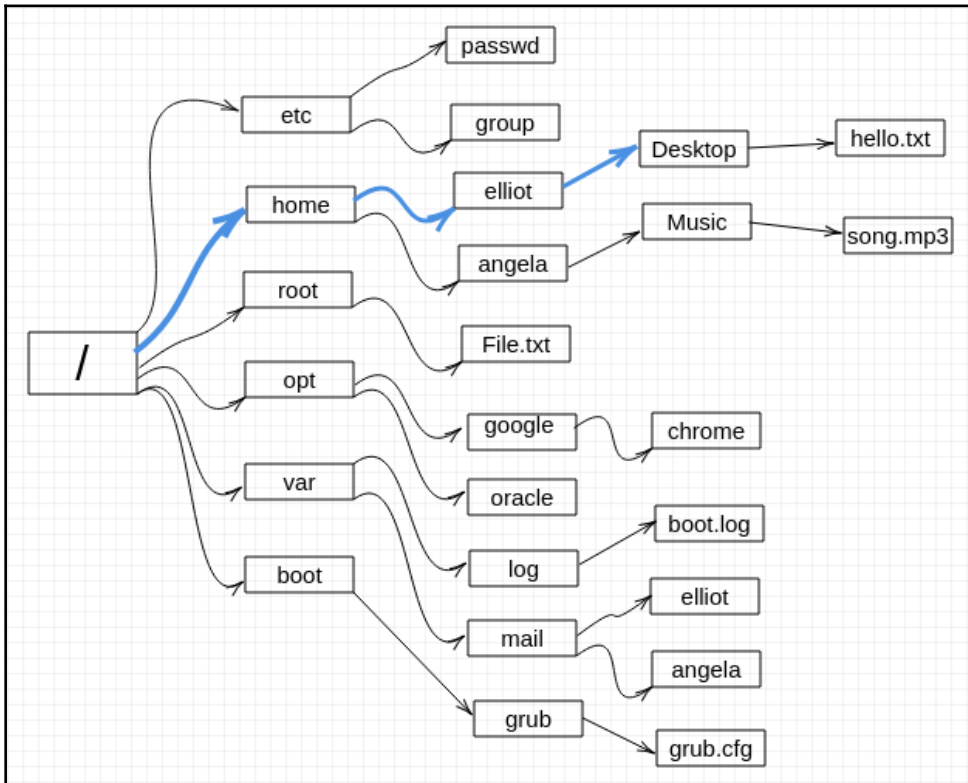 passwd
etc
group
hello.txt
Desktop
elliot
home
Music
song.mp3
angela
root
File.txt
/
opt
google
chrome
var
oracle
boot.log
log
boot
elliot
mail
angela
grub
grub.cfg